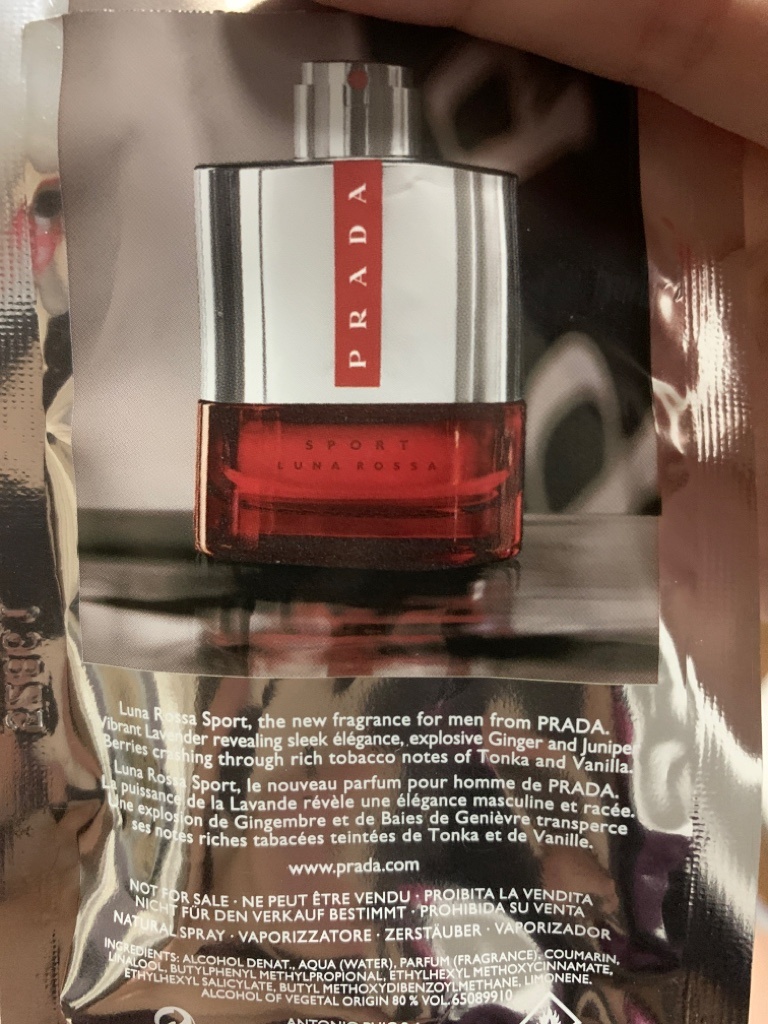 PRADA
SPORT
LUNA ROSSA
Luna Rossa Sport, the new fragrance for men from PRADA.
Vibrant Lavender revealing sleek élégance, explosive Ginger and Juniper
Berries crashing through rich tobacco notes of Tonka and Vanilla.
Luna Rossa Sport, le nouveau parfum pour homme de PRADA.
La puissance de la Lavande révèle une élégance masculine et racée.
Une explosion de Gingembre et de Baies de Genièvre transperce
ses notes riches tabacées teintées de Tonka et de Vanille.
www.prada.com
NOT FOR SALE · NE PEUT ÊTRE VENDU · PROIBITA LA VENDITA
NICHT FÜR DEN VERKAUF BESTIMMT · PROHIBIDA SU VENTA
NATURAL SPRAY · VAPORIZZATORE · ZERSTÄUBER · VAPORIZADOR
INGREDIENTS: ALCOHOL DENAT., AQUA (WATER), PARFUM (FRAGRANCE), COUMARIN,
LINALOOL, BUTYLPHENYL METHYLPROPIONAL, ETHYLHEXYL METHOXYCINNAMATE,
ETHYLHEXYL SALICYLATE, BUTYL METHOXYDIBENZOYLMETHANE, LIMONENE.
ALCOHOL OF VEGETAL ORIGIN 80 % VOL.65089910
ANTONIO PUIG